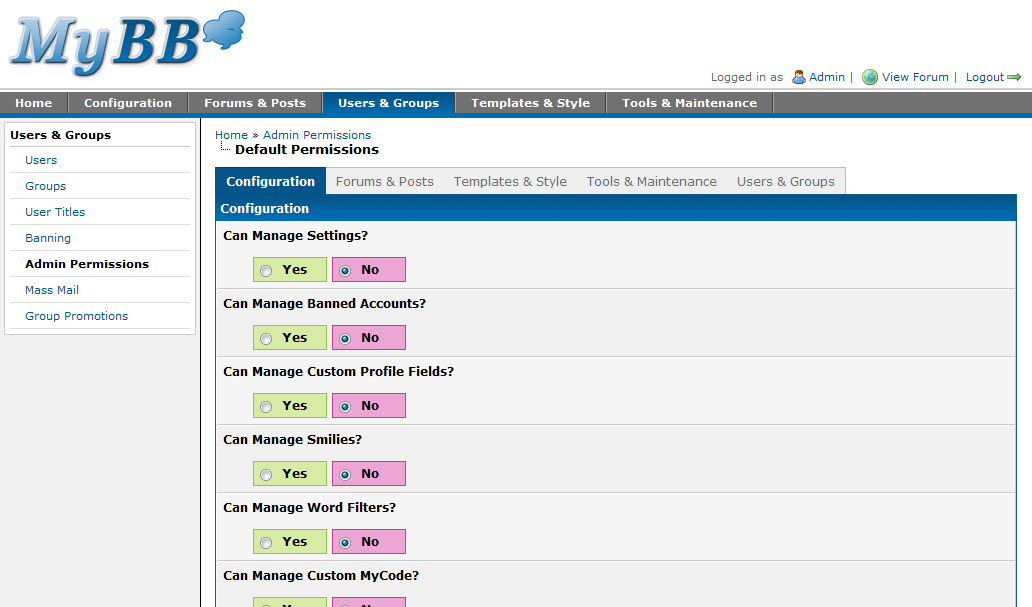 MyBB
Logged in as Admin | View Forum | Logout
Home Configuration Forums & Posts Users & Groups Templates & Style Tools & Maintenance
Users & Groups
Users
Groups
User Titles
Banning
Admin Permissions
Mass Mail
Group Promotions
Home » Admin Permissions
Default Permissions
Configuration Forums & Posts Templates & Style Tools & Maintenance Users & Groups
Configuration
Can Manage Settings?
Yes No
Can Manage Banned Accounts?
Yes No
Can Manage Custom Profile Fields?
Yes No
Can Manage Smilies?
Yes No
Can Manage Word Filters?
Yes No
Can Manage Custom MyCode?
Yes No